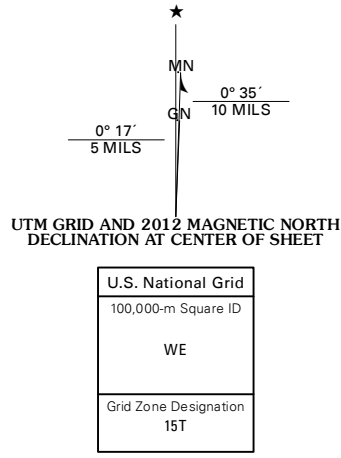 ★
MN
0° 35´
10 MILS
GN
0° 17´
5 MILS
UTM GRID AND 2012 MAGNETIC NORTH
DECLINATION AT CENTER OF SHEET
U.S. National Grid
100,000-m Square ID
WE
Grid Zone Designation
15T